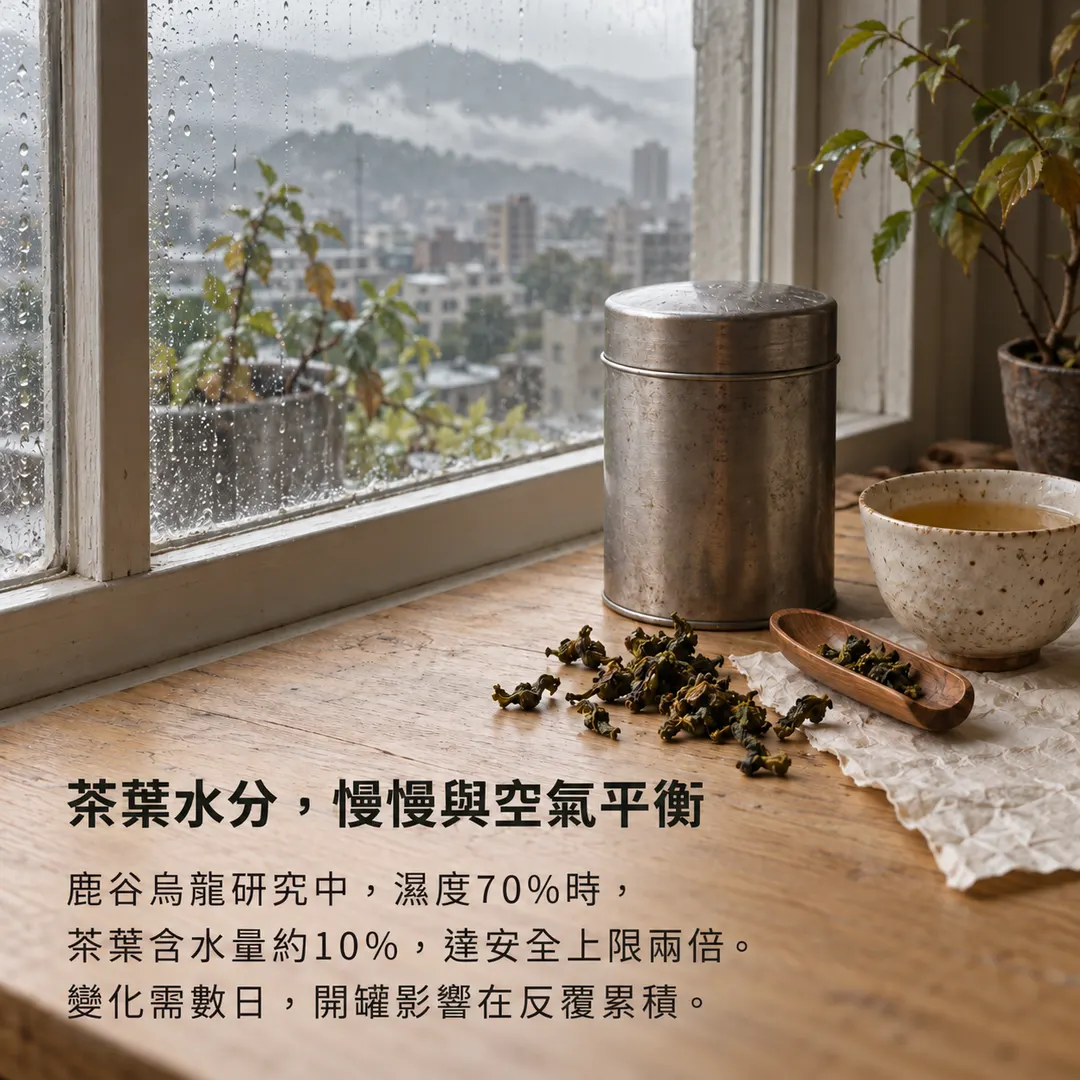 茶葉水分，慢慢與空氣平衡
鹿谷烏龍研究中，濕度70%時，
茶葉含水量約10%，達安全上限兩倍。
變化需數日，開罐影響在反覆累積。